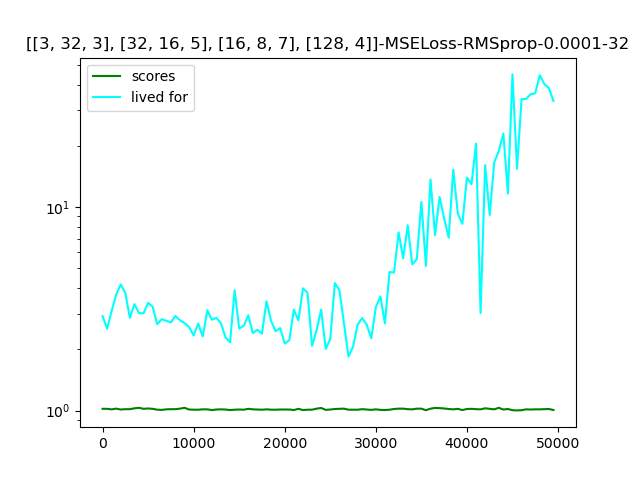 [[3, 32, 3], [32, 16, 5], [16, 8, 7], [128, 4]]-MSELoss-RMSprop-0.0001-32
scores
lived for
10¹
10⁰
0 10000 20000 30000 40000 50000